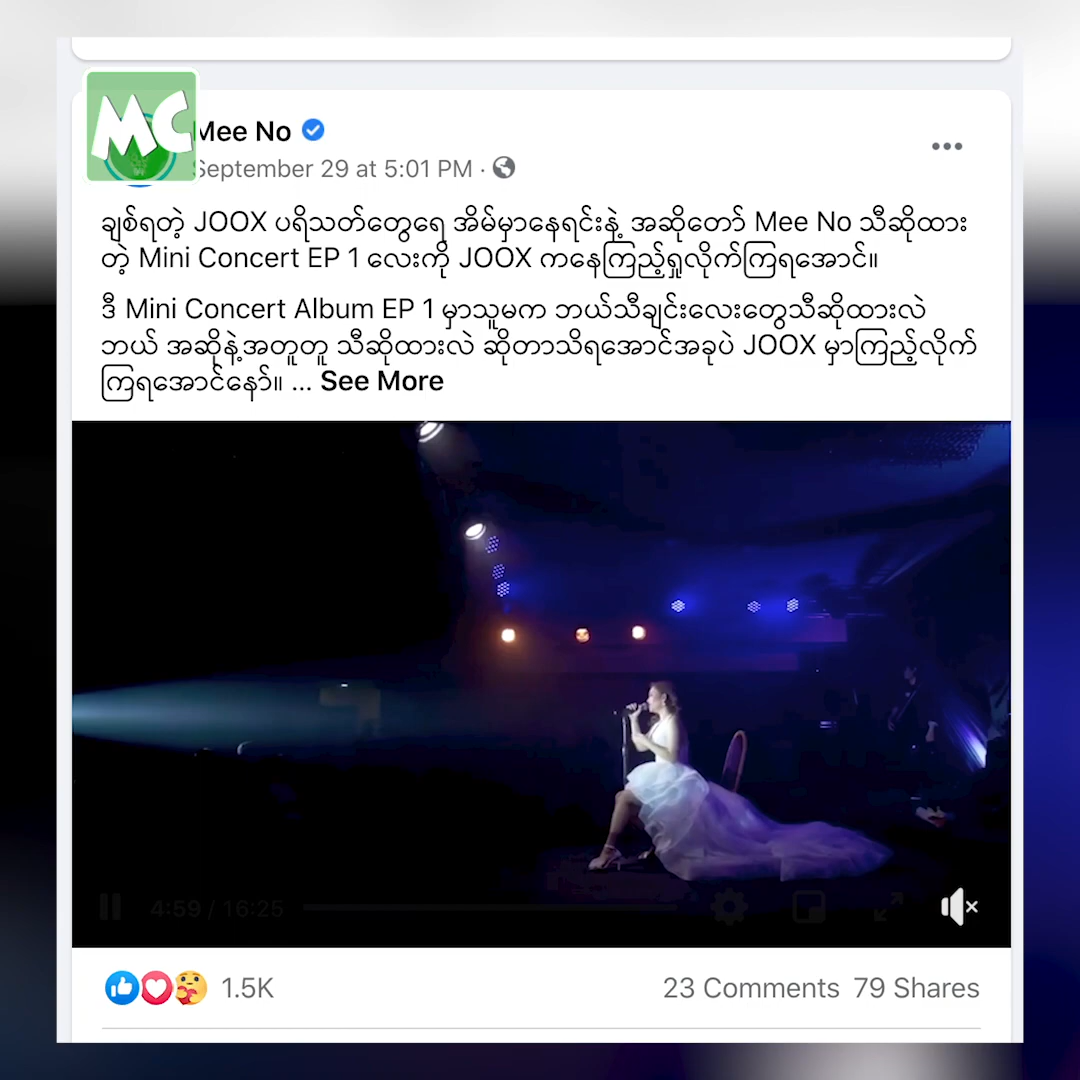 MC
Mee No
September 29 at 5:01 PM ·
ချစ်ရတဲ့ JOOX ပရိသတ်တွေရေ အိမ်မှာနေရင်းနဲ့ အဆိုတော် Mee No သီဆိုထား
တဲ့ Mini Concert EP 1 လေးကို JOOX ကနေကြည့်ရှုလိုက်ကြရအောင်။
ဒီ Mini Concert Album EP 1 မှာသူမက ဘယ်သီချင်းလေးတွေသီဆိုထားလဲ
ဘယ် အဆိုနဲ့အတူတူ သီဆိုထားလဲ ဆိုတာသိရအောင်အခုပဲ JOOX မှာကြည့်လိုက်
ကြရအောင်နော်။ ... See More
4:59 / 16:25
1.5K 23 Comments 79 Shares